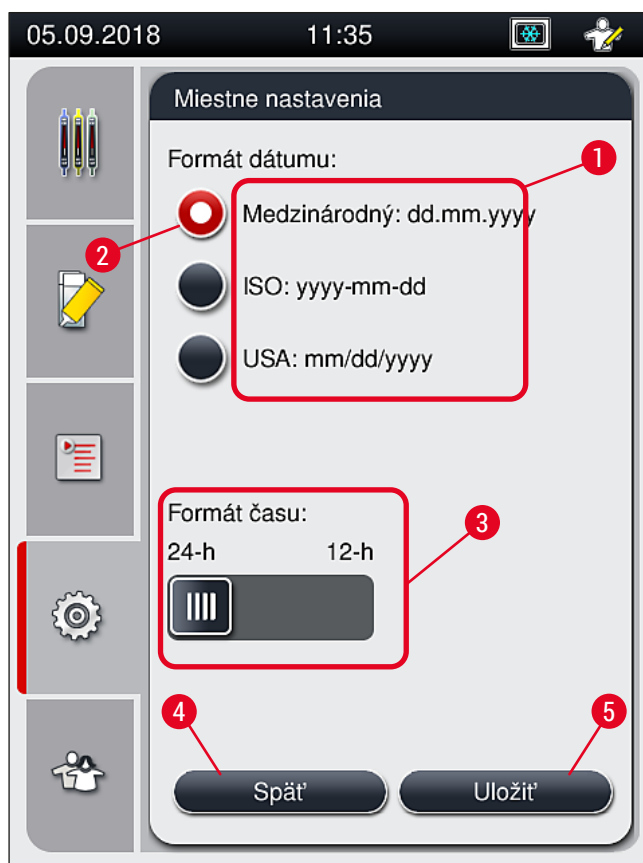 05.09.2018 11:35
Miestne nastavenia
Formát dátumu:
1
Medzinárodný: dd.mm.yyyy
2
ISO: yyyy-mm-dd
USA: mm/dd/yyyy
Formát času:
3
24-h 12-h
4 5
Späť Uložiť